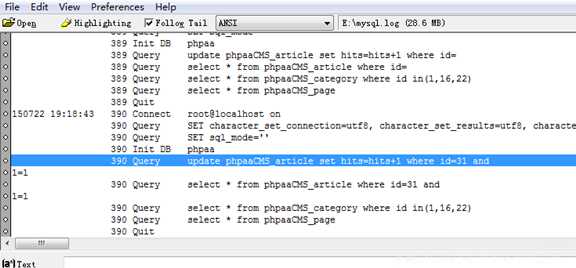 File Edit View Preferences Help
Open Highlighting Follow Tail ANSI E:\mysql.log (28.6 MB)
389 Query SET sql_mode=''
389 Init DB phpaa
389 Query update phpaaCMS_article set hits=hits+1 where id=
389 Query select * from phpaaCMS_article where id=
389 Query select * from phpaaCMS_category where id in(1,16,22)
389 Query select * from phpaaCMS_page
389 Quit
150722 19:18:43 390 Connect root@localhost on
390 Query SET character_set_connection=utf8, character_set_results=utf8, characte
390 Query SET sql_mode=''
390 Init DB phpaa
390 Query update phpaaCMS_article set hits=hits+1 where id=31 and
1=1
390 Query select * from phpaaCMS_article where id=31 and
1=1
390 Query select * from phpaaCMS_category where id in(1,16,22)
390 Query select * from phpaaCMS_page
390 Quit
(a*) Text